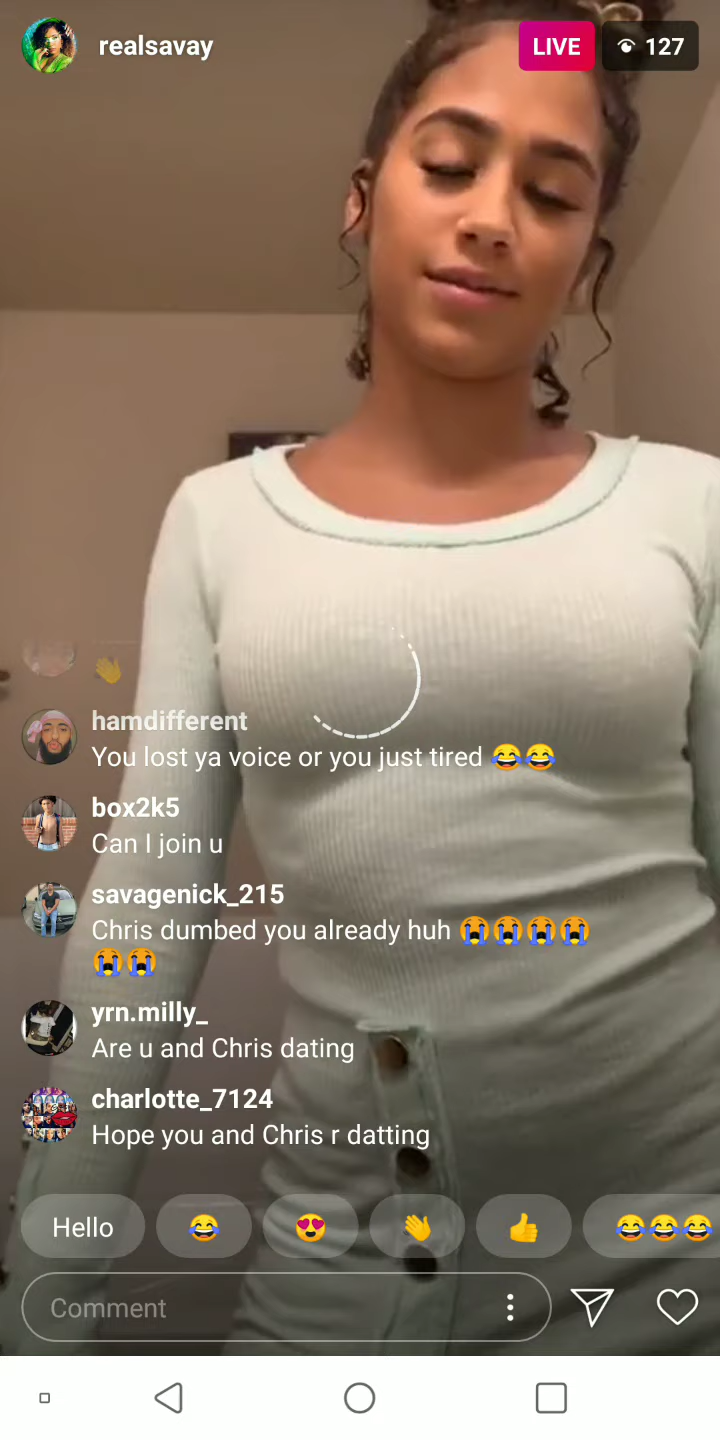 realsavay
LIVE
127
👋
hamdifferent
You lost ya voice or you just tired 😂😂
box2k5
Can I join u
savagenick_215
Chris dumbed you already huh 😭😭😭😭
😭😭
yrn.milly_
Are u and Chris dating
charlotte_7124
Hope you and Chris r datting
Hello 😂 😍 👋 👍 😂😂😂
Comment